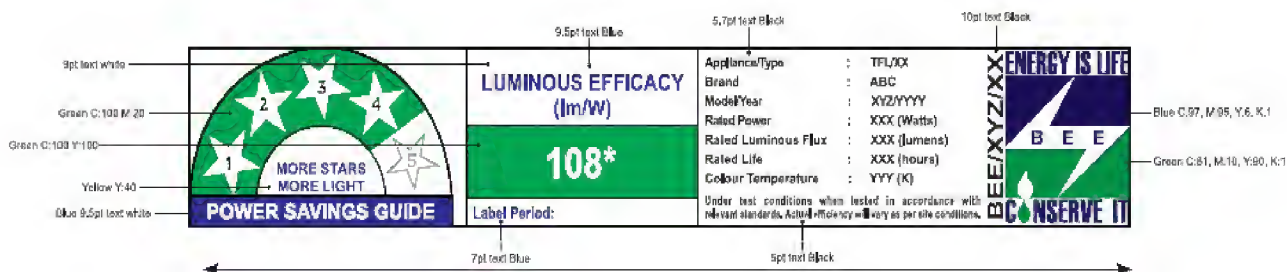 9.5pt text Blue
5.7pt text Black
10pt text Black
9pt text white
Green C:100 M:20
Green C:100 Y:100
Yellow Y:40
Blue 9.5pt text white
1
2
3
4
5
MORE STARS
MORE LIGHT
POWER SAVINGS GUIDE
LUMINOUS EFFICACY
(lm/W)
108*
Label Period:
Appliance/Type : TFL/XX
Brand : ABC
Model/Year : XYZ/YYYY
Rated Power : XXX (Watts)
Rated Luminous Flux : XXX (lumens)
Rated Life : XXX (hours)
Colour Temperature : YYY (K)
Under test conditions when tested in accordance with
relevant standards. Actual efficiency will vary as per site conditions.
BEE/XYZ/XX
ENERGY IS LIFE
BEE
CONSERVE IT
Blue C:97, M:95, Y:6, K:1
Green C:61, M:10, Y:90, K:1
7pt text Blue
5pt text Black